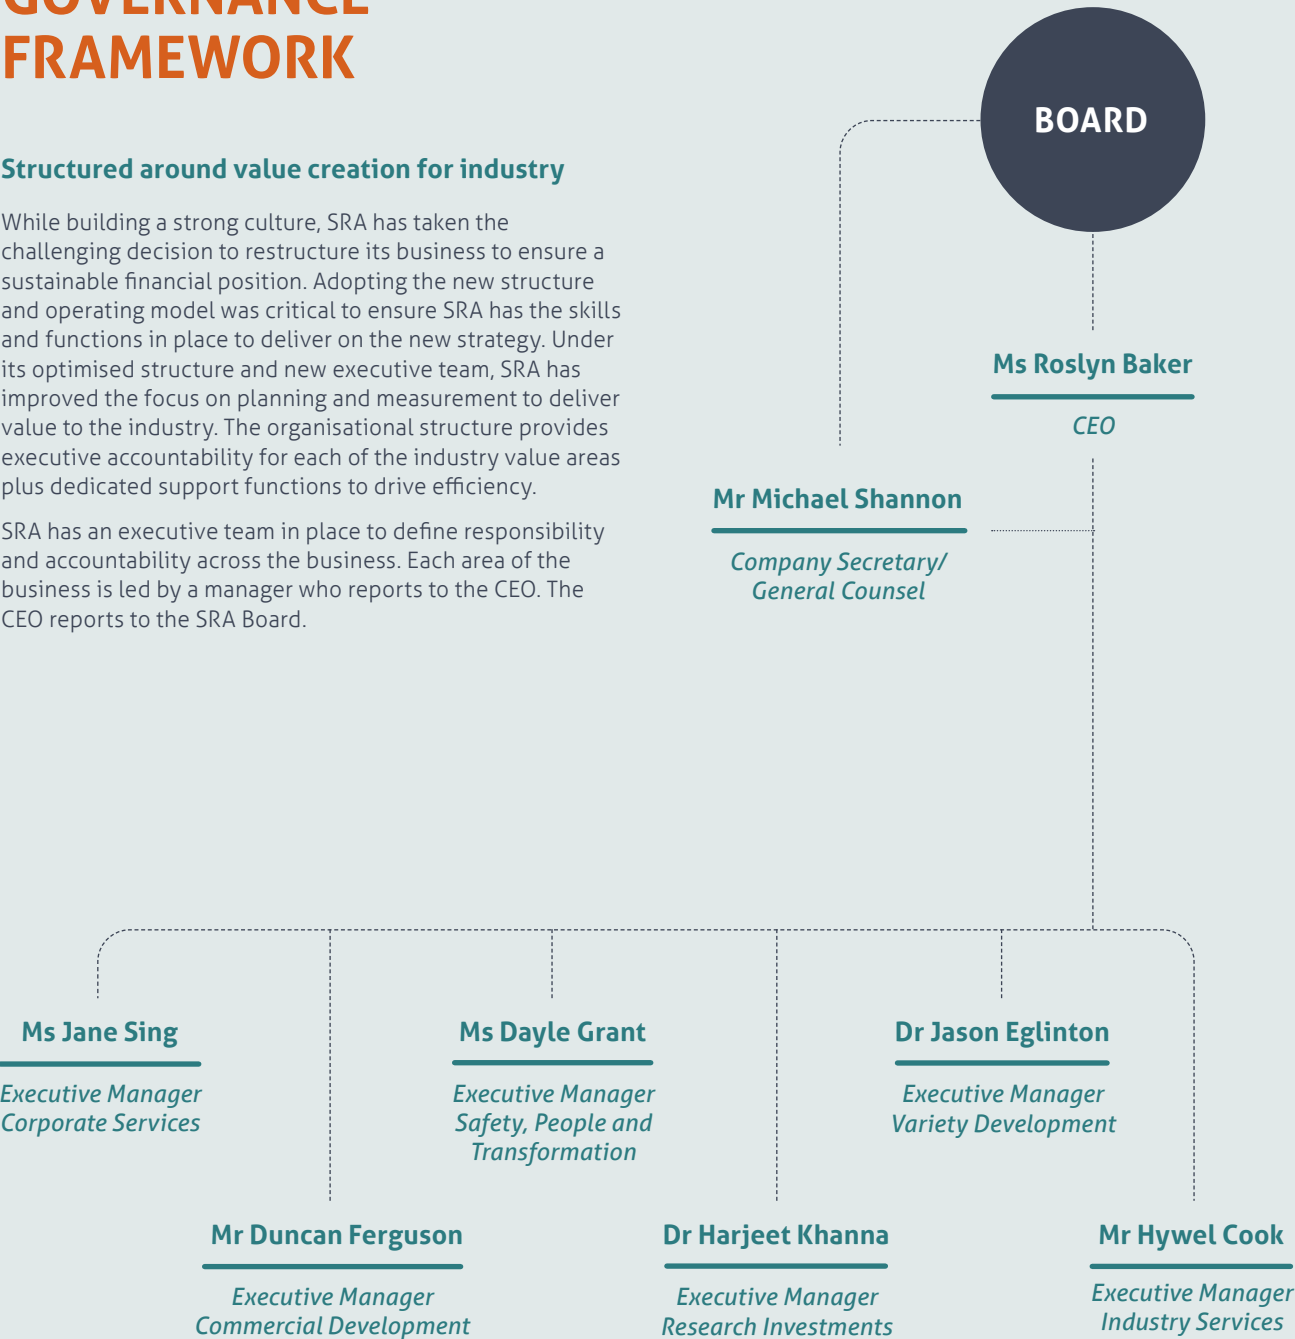 GOVERNANCE
FRAMEWORK
Structured around value creation for industry
While building a strong culture, SRA has taken the
challenging decision to restructure its business to ensure a
sustainable financial position. Adopting the new structure
and operating model was critical to ensure SRA has the skills
and functions in place to deliver on the new strategy. Under
its optimised structure and new executive team, SRA has
improved the focus on planning and measurement to deliver
value to the industry. The organisational structure provides
executive accountability for each of the industry value areas
plus dedicated support functions to drive efficiency.
SRA has an executive team in place to define responsibility
and accountability across the business. Each area of the
business is led by a manager who reports to the CEO. The
CEO reports to the SRA Board.
BOARD
Ms Roslyn Baker
CEO
Mr Michael Shannon
Company Secretary/
General Counsel
Ms Jane Sing
Executive Manager
Corporate Services
Ms Dayle Grant
Executive Manager
Safety, People and
Transformation
Dr Jason Eglinton
Executive Manager
Variety Development
Mr Duncan Ferguson
Executive Manager
Commercial Development
Dr Harjeet Khanna
Executive Manager
Research Investments
Mr Hywel Cook
Executive Manager
Industry Services